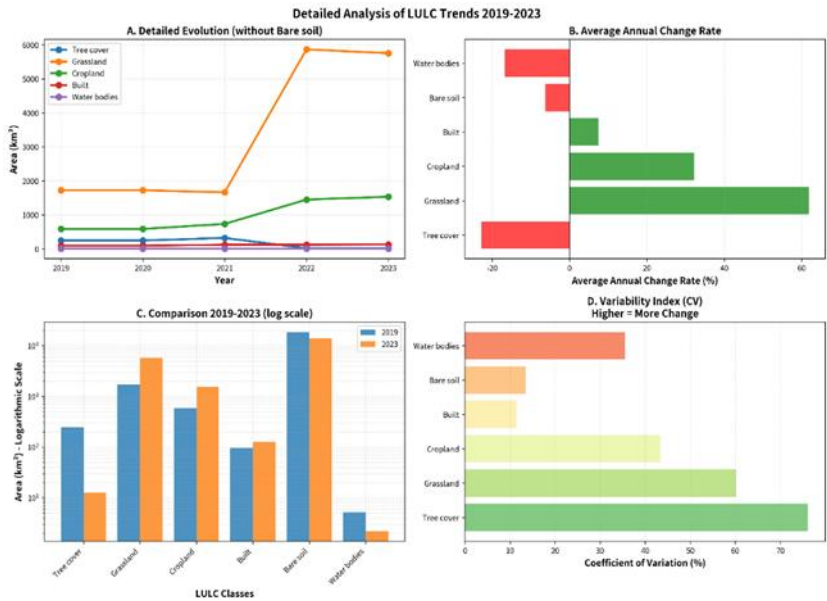 Detailed Analysis of LULC Trends 2019-2023
A. Detailed Evolution (without Bare soil)
Tree cover
Grassland
Cropland
Built
Water bodies
6000
5000
4000
3000
2000
1000
0
Area (km²)
2019
2020
2021
2022
2023
Year
B. Average Annual Change Rate
Water bodies
Bare soil
Built
Cropland
Grassland
Tree cover
-20
0
20
40
60
Average Annual Change Rate (%)
C. Comparison 2019-2023 (log scale)
2019
2023
Area (km²) - Logarithmic Scale
10⁴
10³
10²
10¹
Tree cover
Grassland
Cropland
Built
Bare soil
Water bodies
LULC Classes
D. Variability Index (CV)
Higher = More Change
Water bodies
Bare soil
Built
Cropland
Grassland
Tree cover
0
10
20
30
40
50
60
70
Coefficient of Variation (%)